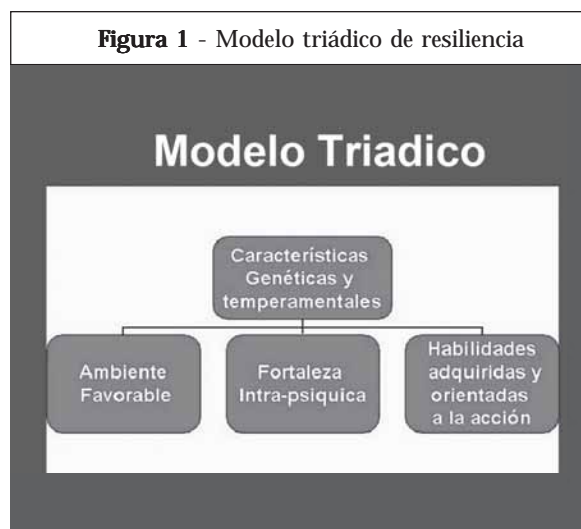 Figura 1 - Modelo triádico de resiliencia
Modelo Triadico
Características
Genéticas y
temperamentales
Ambiente
Favorable
Fortaleza
Intra-psiquica
Habilidades
adquiridas y
orientadas
a la acción